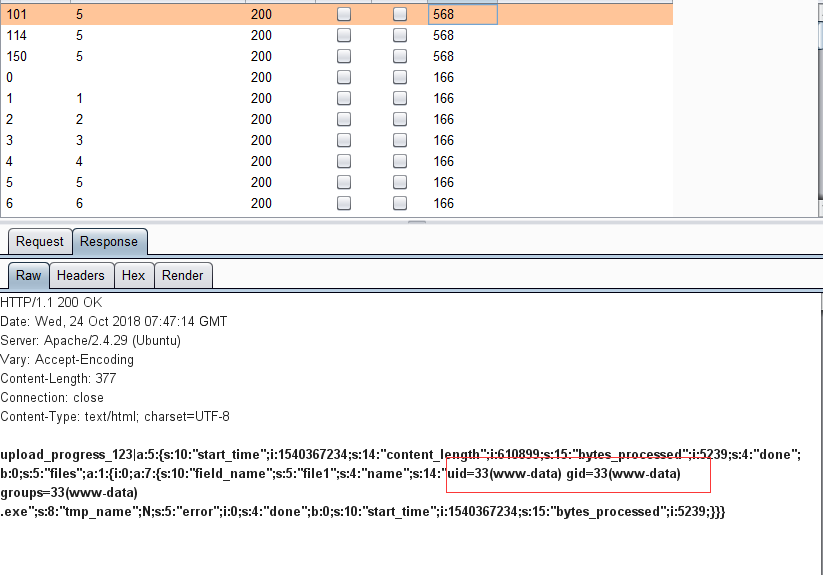 101 5 200 568
114 5 200 568
150 5 200 568
0 200 166
1 1 200 166
2 2 200 166
3 3 200 166
4 4 200 166
5 5 200 166
6 6 200 166
Request Response
Raw Headers Hex Render
HTTP/1.1 200 OK
Date: Wed, 24 Oct 2018 07:47:14 GMT
Server: Apache/2.4.29 (Ubuntu)
Vary: Accept-Encoding
Content-Length: 377
Connection: close
Content-Type: text/html; charset=UTF-8
upload_progress_123|a:5:{s:10:"start_time";i:1540367234;s:14:"content_length";i:610899;s:15:"bytes_processed";i:5239;s:4:"done";
b:0;s:5:"files";a:1:{i:0;a:7:{s:10:"field_name";s:5:"file1";s:4:"name";s:14:"uid=33(www-data) gid=33(www-data)
groups=33(www-data)
.exe";s:8:"tmp_name";N;s:5:"error";i:0;s:4:"done";b:0;s:10:"start_time";i:1540367234;s:15:"bytes_processed";i:5239;}}}